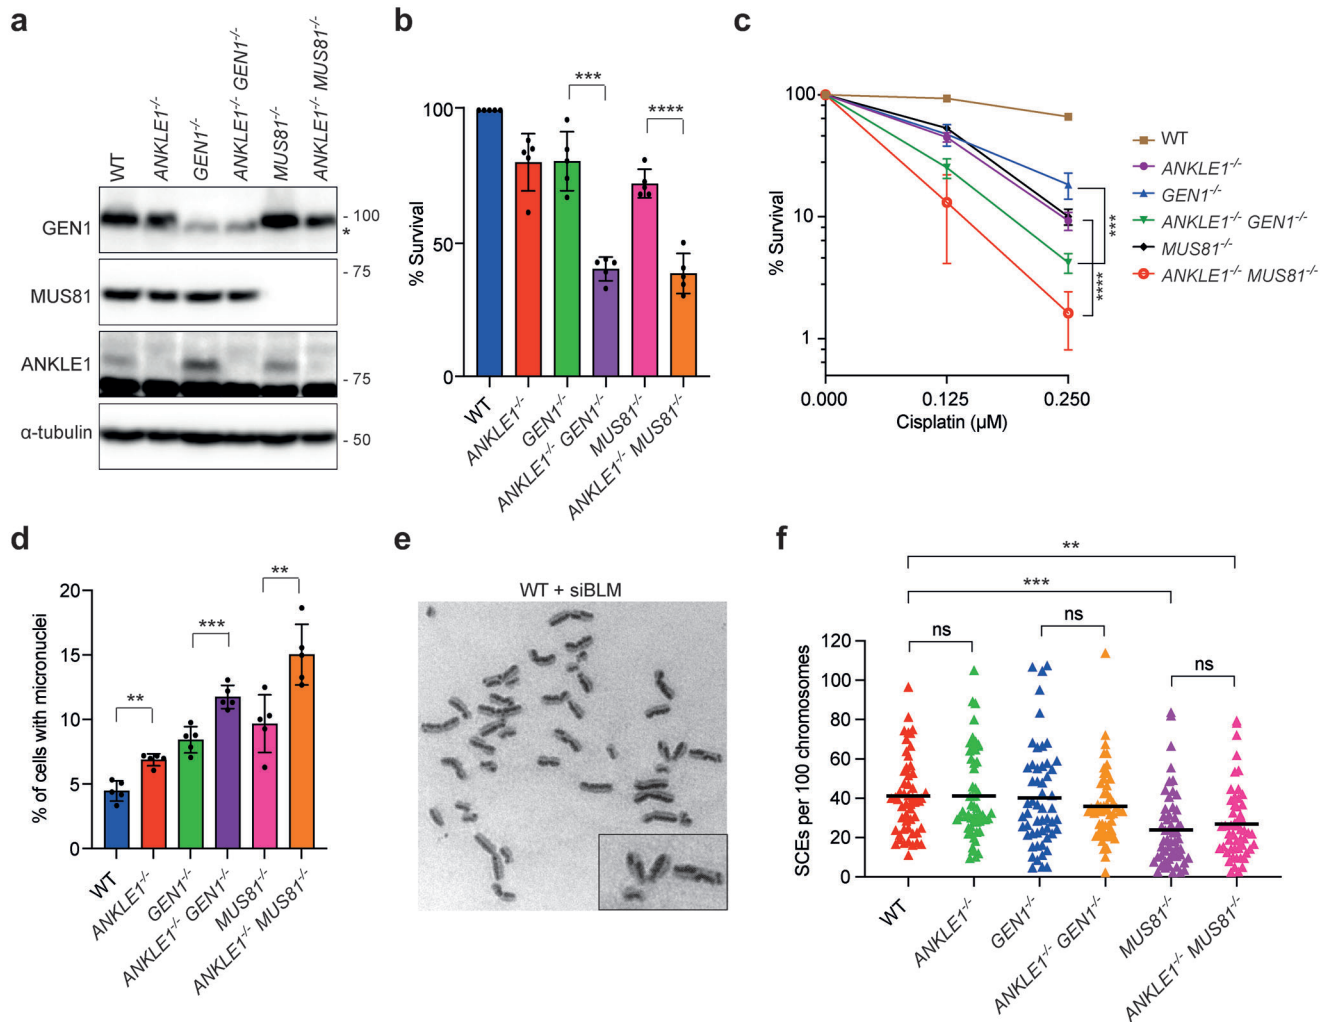 a
WT
ANKLE1-/-
GEN1-/-
ANKLE1-/- GEN1-/-
MUS81-/-
ANKLE1-/- MUS81-/-
GEN1
- 100
*
- 75
MUS81
ANKLE1
- 75
α-tubulin
- 50
b
% Survival
100
50
0
***
****
WT
ANKLE1-/-
GEN1-/-
ANKLE1-/- GEN1-/-
MUS81-/-
ANKLE1-/- MUS81-/-
c
% Survival
100
10
1
0.000
0.125
0.250
Cisplatin (µM)
***
****
WT
ANKLE1-/-
GEN1-/-
ANKLE1-/- GEN1-/-
MUS81-/-
ANKLE1-/- MUS81-/-
d
% of cells with micronuclei
20
15
10
5
0
**
***
**
WT
ANKLE1-/-
GEN1-/-
ANKLE1-/- GEN1-/-
MUS81-/-
ANKLE1-/- MUS81-/-
e
WT + siBLM
f
SCEs per 100 chromosomes
120
100
80
60
40
20
0
**
***
ns
ns
ns
WT
ANKLE1-/-
GEN1-/-
ANKLE1-/- GEN1-/-
MUS81-/-
ANKLE1-/- MUS81-/-